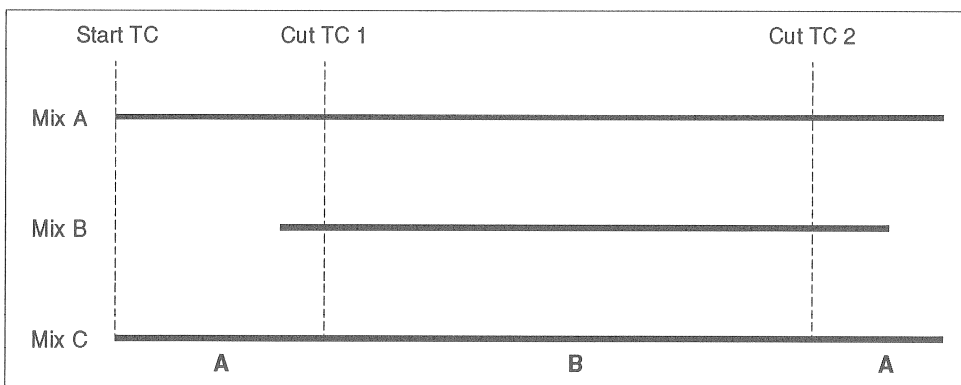 Start TC Cut TC 1 Cut TC 2
Mix A
Mix B
Mix C
A B A